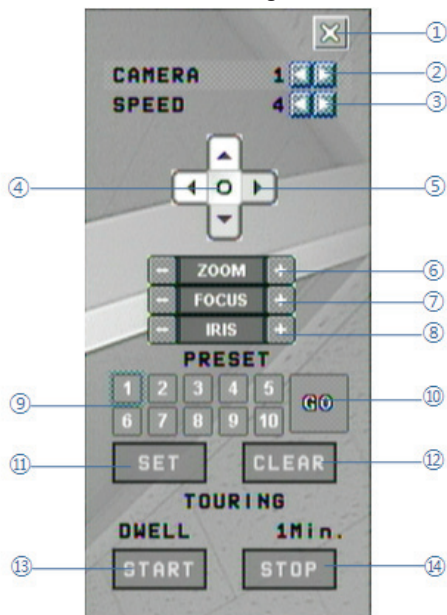 ①
CAMERA 1 ②
SPEED 4 ③
④ ⑤
- ZOOM + ⑥
- FOCUS + ⑦
- IRIS + ⑧
PRESET
1 2 3 4 5
⑨ GO ⑩
6 7 8 9 10
⑪ SET CLEAR ⑫
TOURING
DWELL 1Min.
⑬ START STOP ⑭